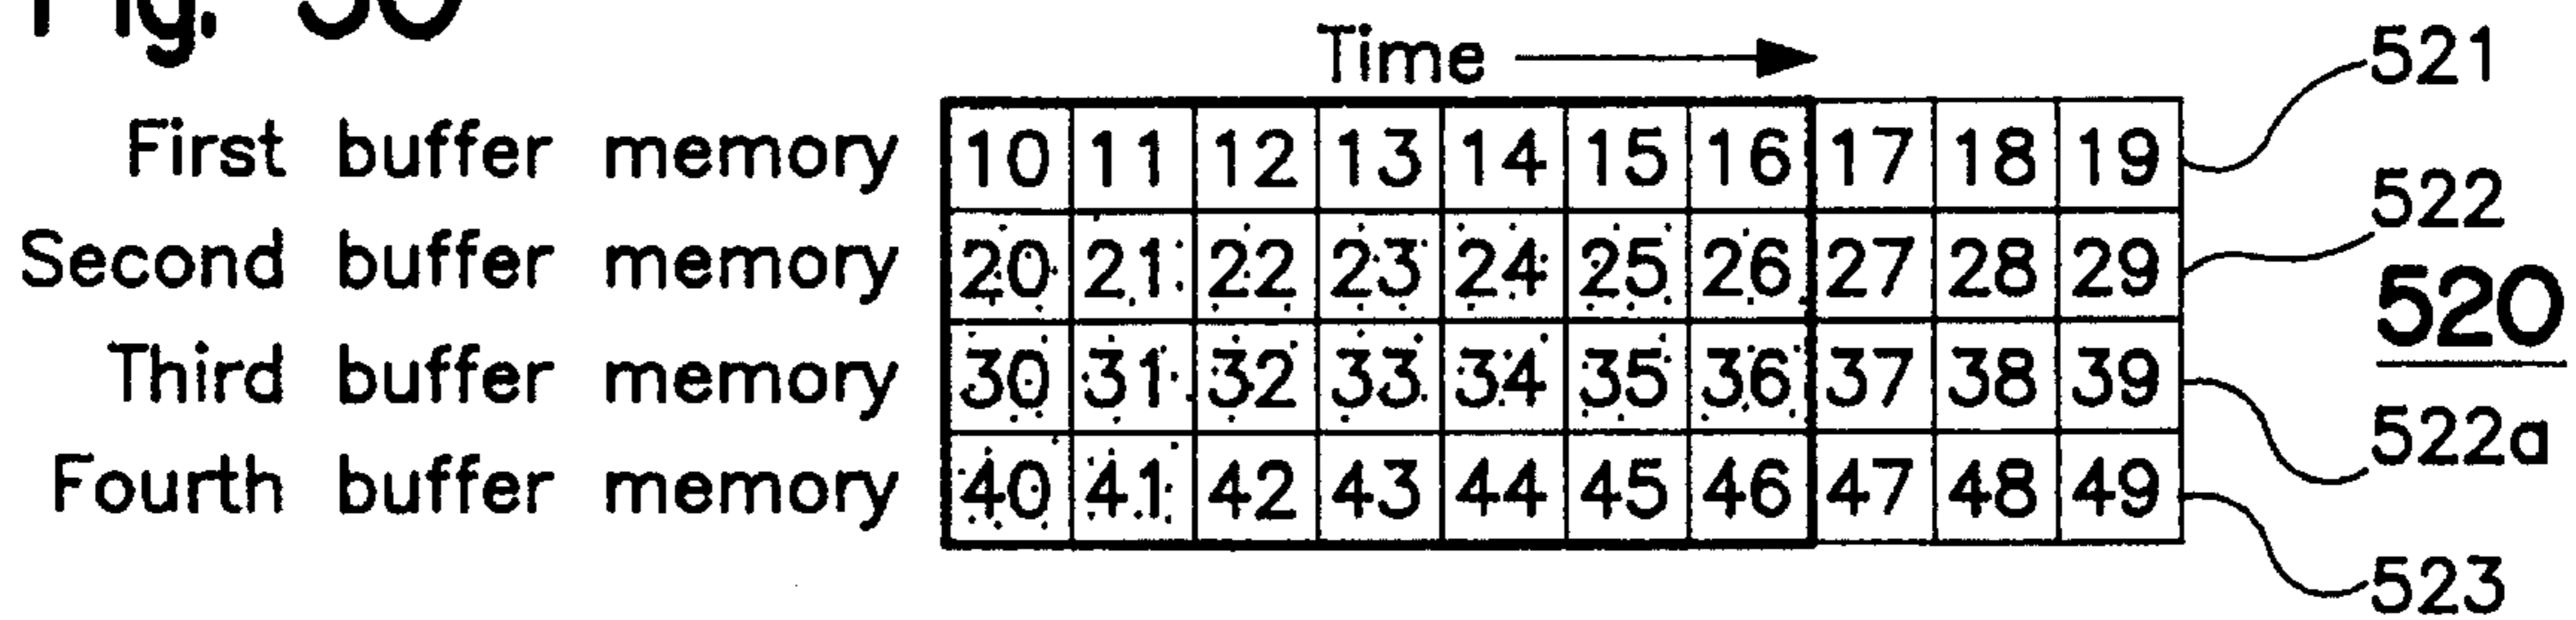 Fig.
Time
521
First buffer memory 10 11 12 13 14 15 16 17 18 19
522
Second buffer memory 20 21 22 23 24 25 26 27 28 29
520
Third buffer memory 30 31 32 33 34 35 36 37 38 39
522a
Fourth buffer memory 40 41 42 43 44 45 46 47 48 49
523